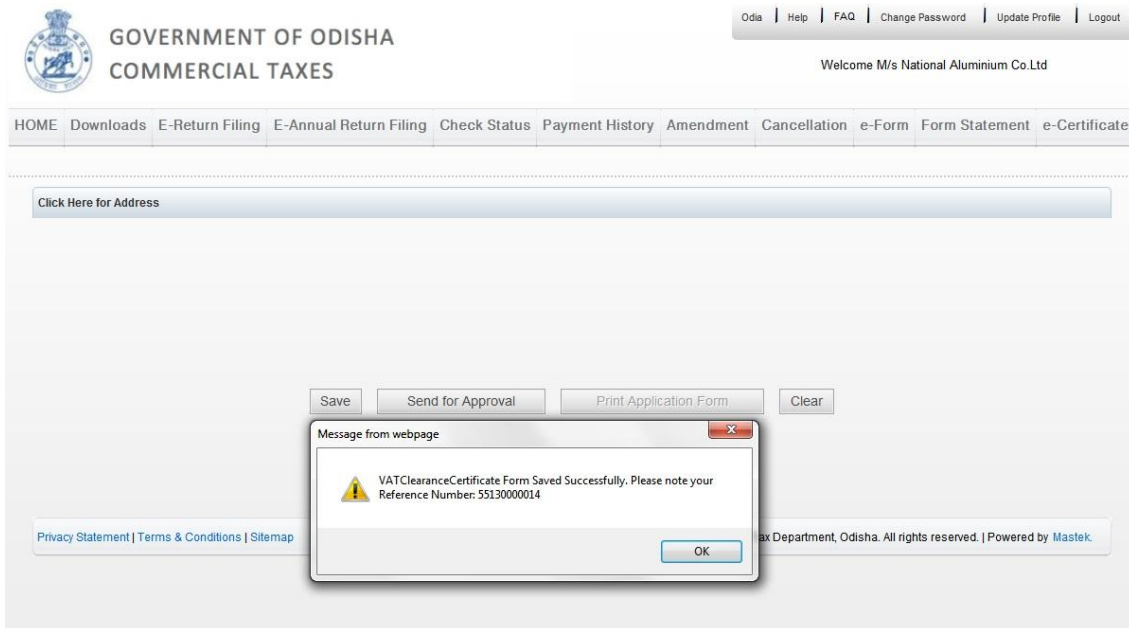 Odia | Help | FAQ | Change Password | Update Profile | Logout
GOVERNMENT OF ODISHA
COMMERCIAL TAXES
Welcome M/s National Aluminium Co.Ltd
HOME Downloads E-Return Filing E-Annual Return Filing Check Status Payment History Amendment Cancellation e-Form Form Statement e-Certificate
Click Here for Address
Save Send for Approval Print Application Form Clear
Message from webpage
VATClearanceCertificate Form Saved Successfully. Please note your
Reference Number: 55130000014
OK
Privacy Statement | Terms & Conditions | Sitemap Department, Odisha. All rights reserved. | Powered by Mastek.